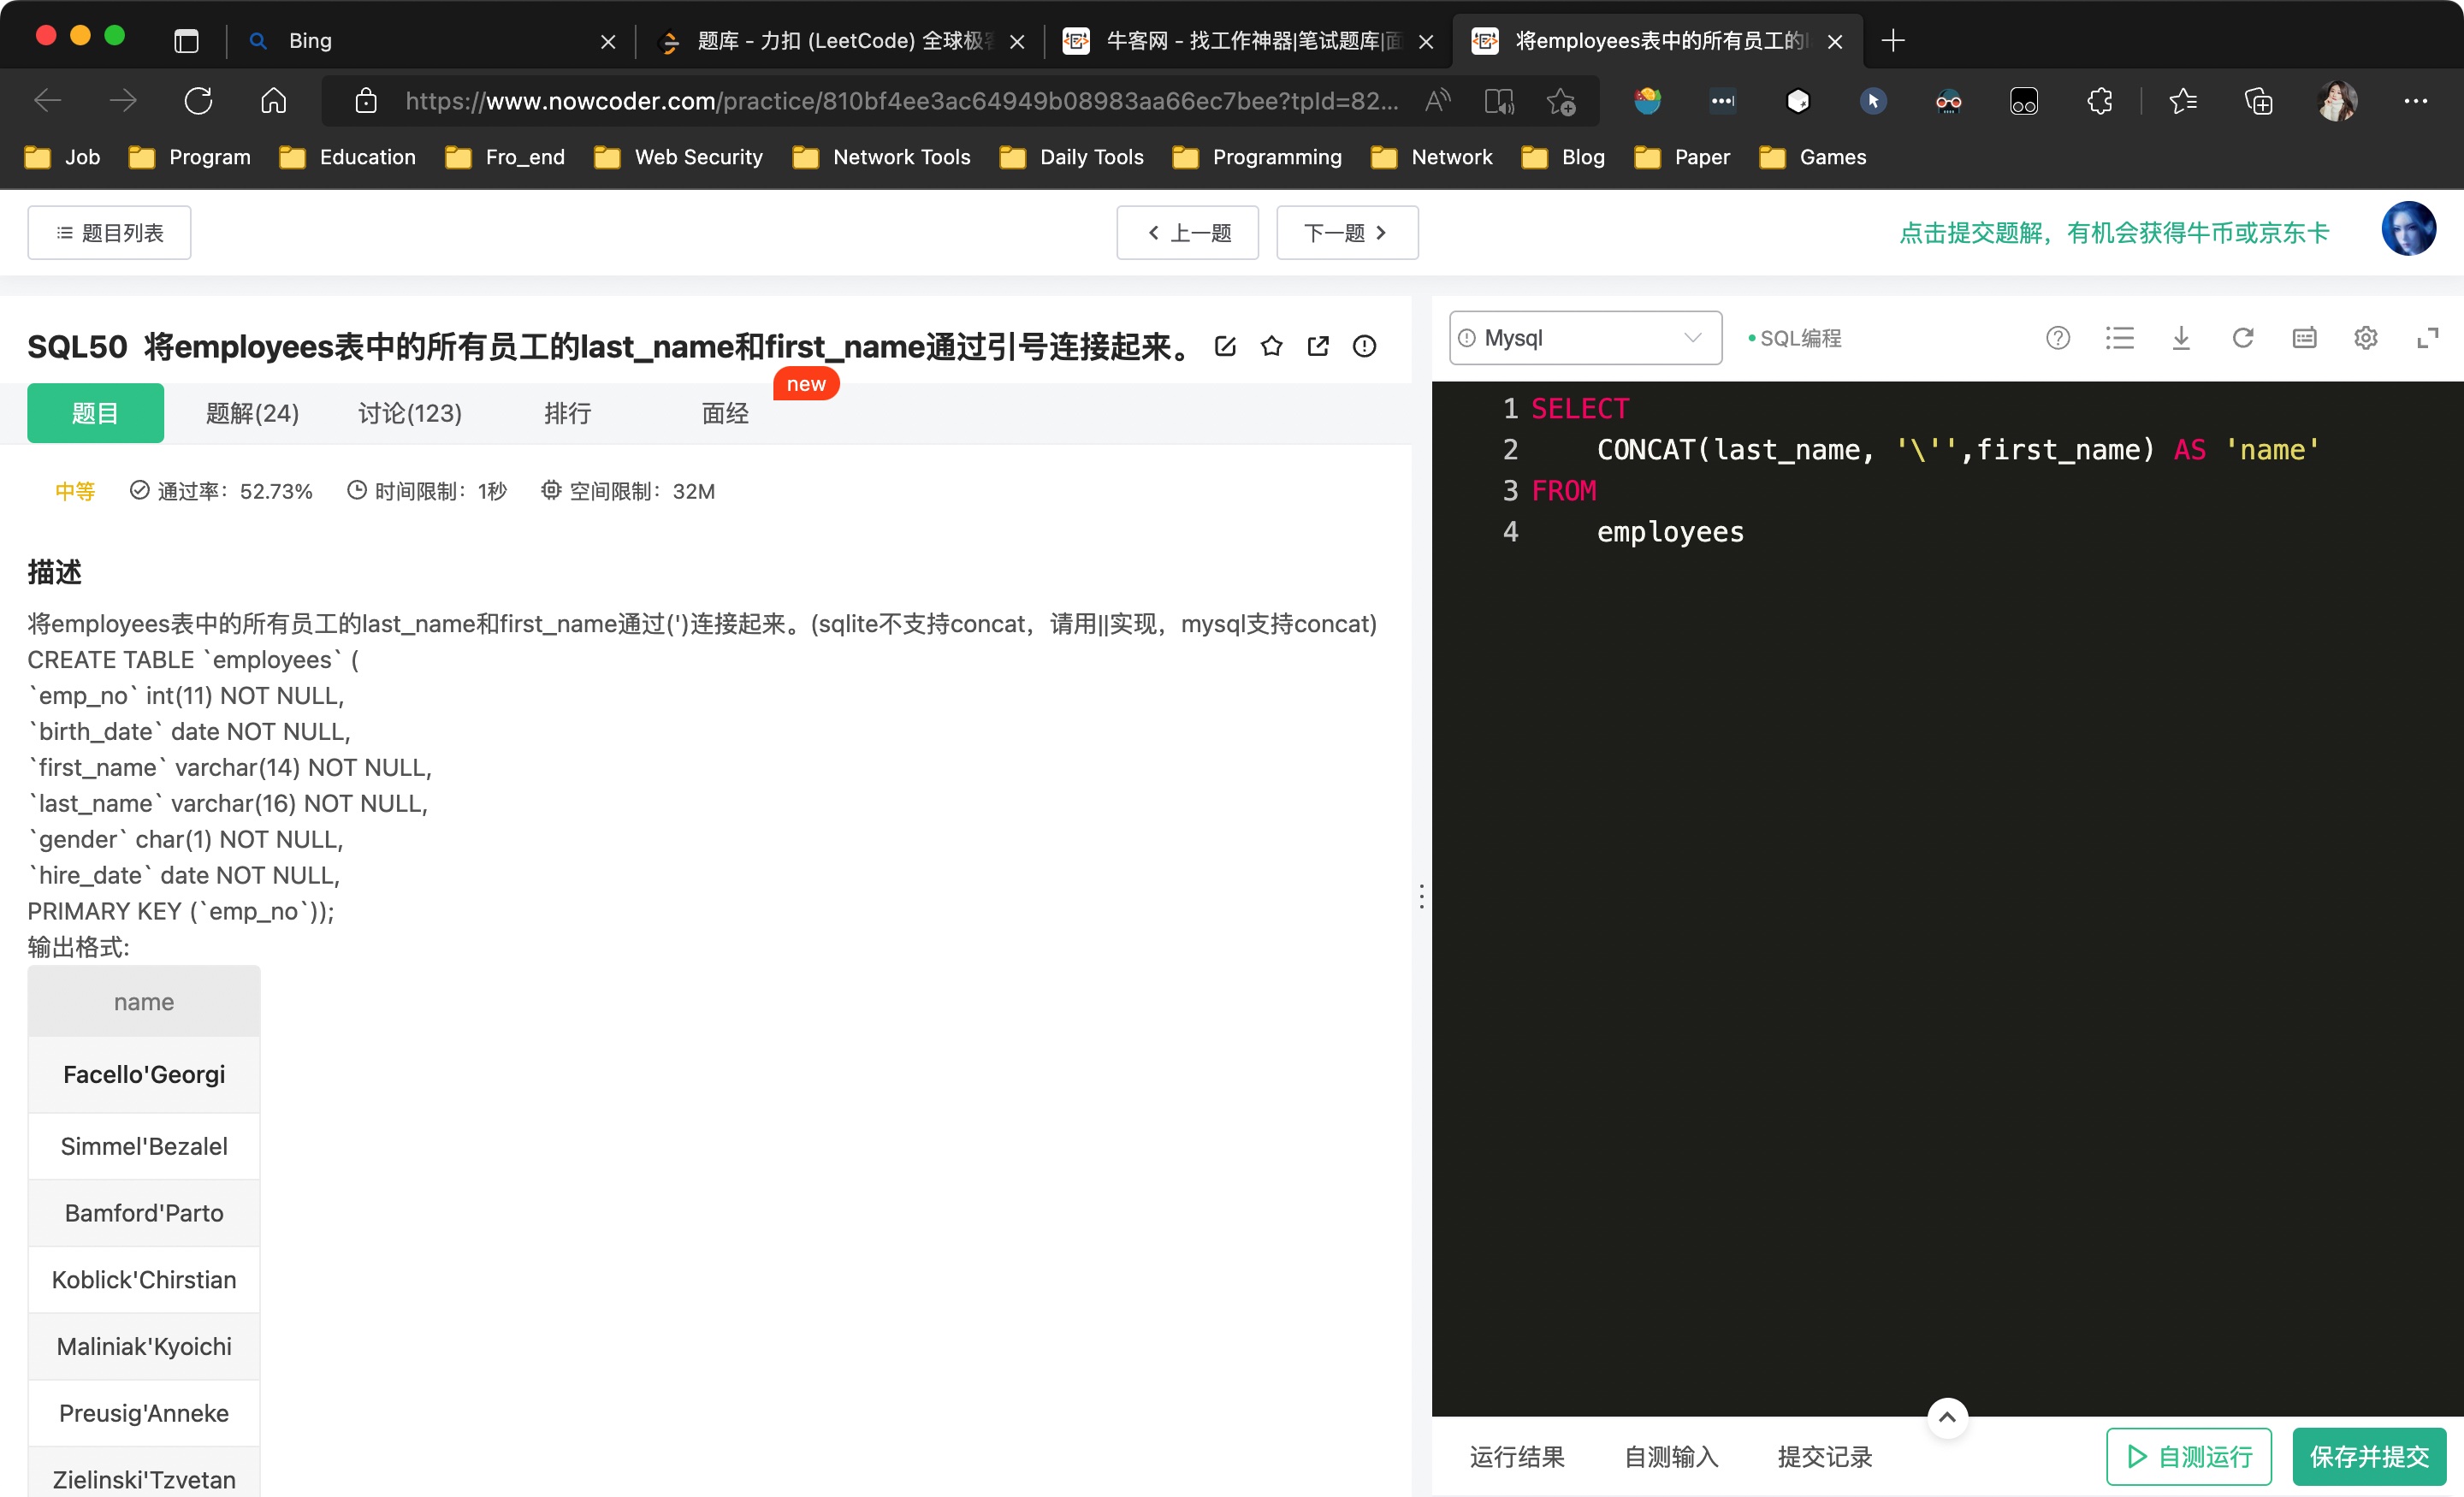 Bing
题库 - 力扣 (LeetCode) 全球极客
牛客网 - 找工作神器|笔试题库|面
将employees表中的所有员工的l
https://www.nowcoder.com/practice/810bf4ee3ac64949b08983aa66ec7bee?tpId=82...
Job Program Education Fro_end Web Security Network Tools Daily Tools Programming Network Blog Paper Games
题目列表
上一题
下一题
点击提交题解，有机会获得牛币或京东卡
SQL50 将employees表中的所有员工的last_name和first_name通过引号连接起来。
题目 题解(24) 讨论(123) 排行 面经 new
中等 通过率：52.73% 时间限制：1秒 空间限制：32M
描述
将employees表中的所有员工的last_name和first_name通过(')连接起来。(sqlite不支持concat，请用||实现，mysql支持concat)
CREATE TABLE `employees` (
`emp_no` int(11) NOT NULL,
`birth_date` date NOT NULL,
`first_name` varchar(14) NOT NULL,
`last_name` varchar(16) NOT NULL,
`gender` char(1) NOT NULL,
`hire_date` date NOT NULL,
PRIMARY KEY (`emp_no`));
输出格式:
name
Facello'Georgi
Simmel'Bezalel
Bamford'Parto
Koblick'Chirstian
Maliniak'Kyoichi
Preusig'Anneke
Zielinski'Tzvetan
Mysql
•SQL编程
1 SELECT
2 CONCAT(last_name, '\'',first_name) AS 'name'
3 FROM
4 employees
运行结果 自测输入 提交记录
自测运行
保存并提交